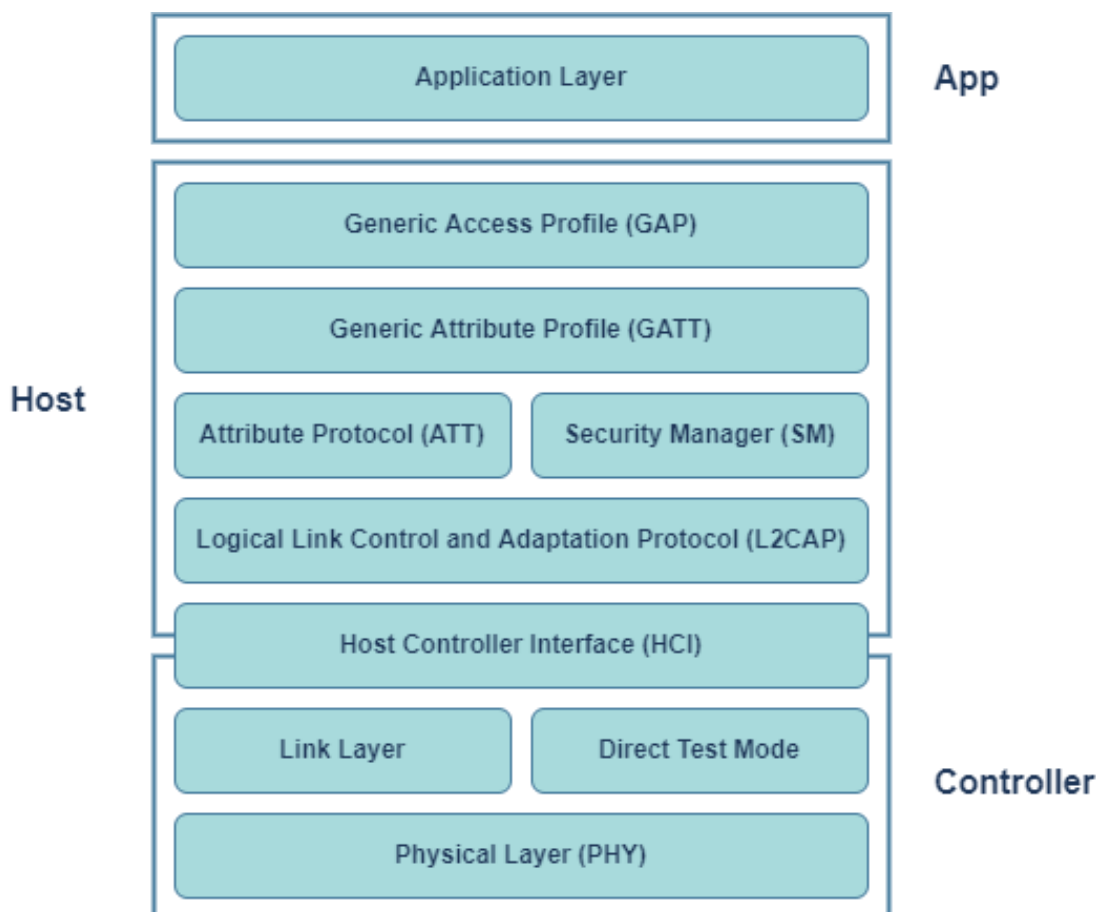 Application Layer
App
Generic Access Profile (GAP)
Generic Attribute Profile (GATT)
Host
Attribute Protocol (ATT)
Security Manager (SM)
Logical Link Control and Adaptation Protocol (L2CAP)
Host Controller Interface (HCI)
Link Layer
Direct Test Mode
Controller
Physical Layer (PHY)